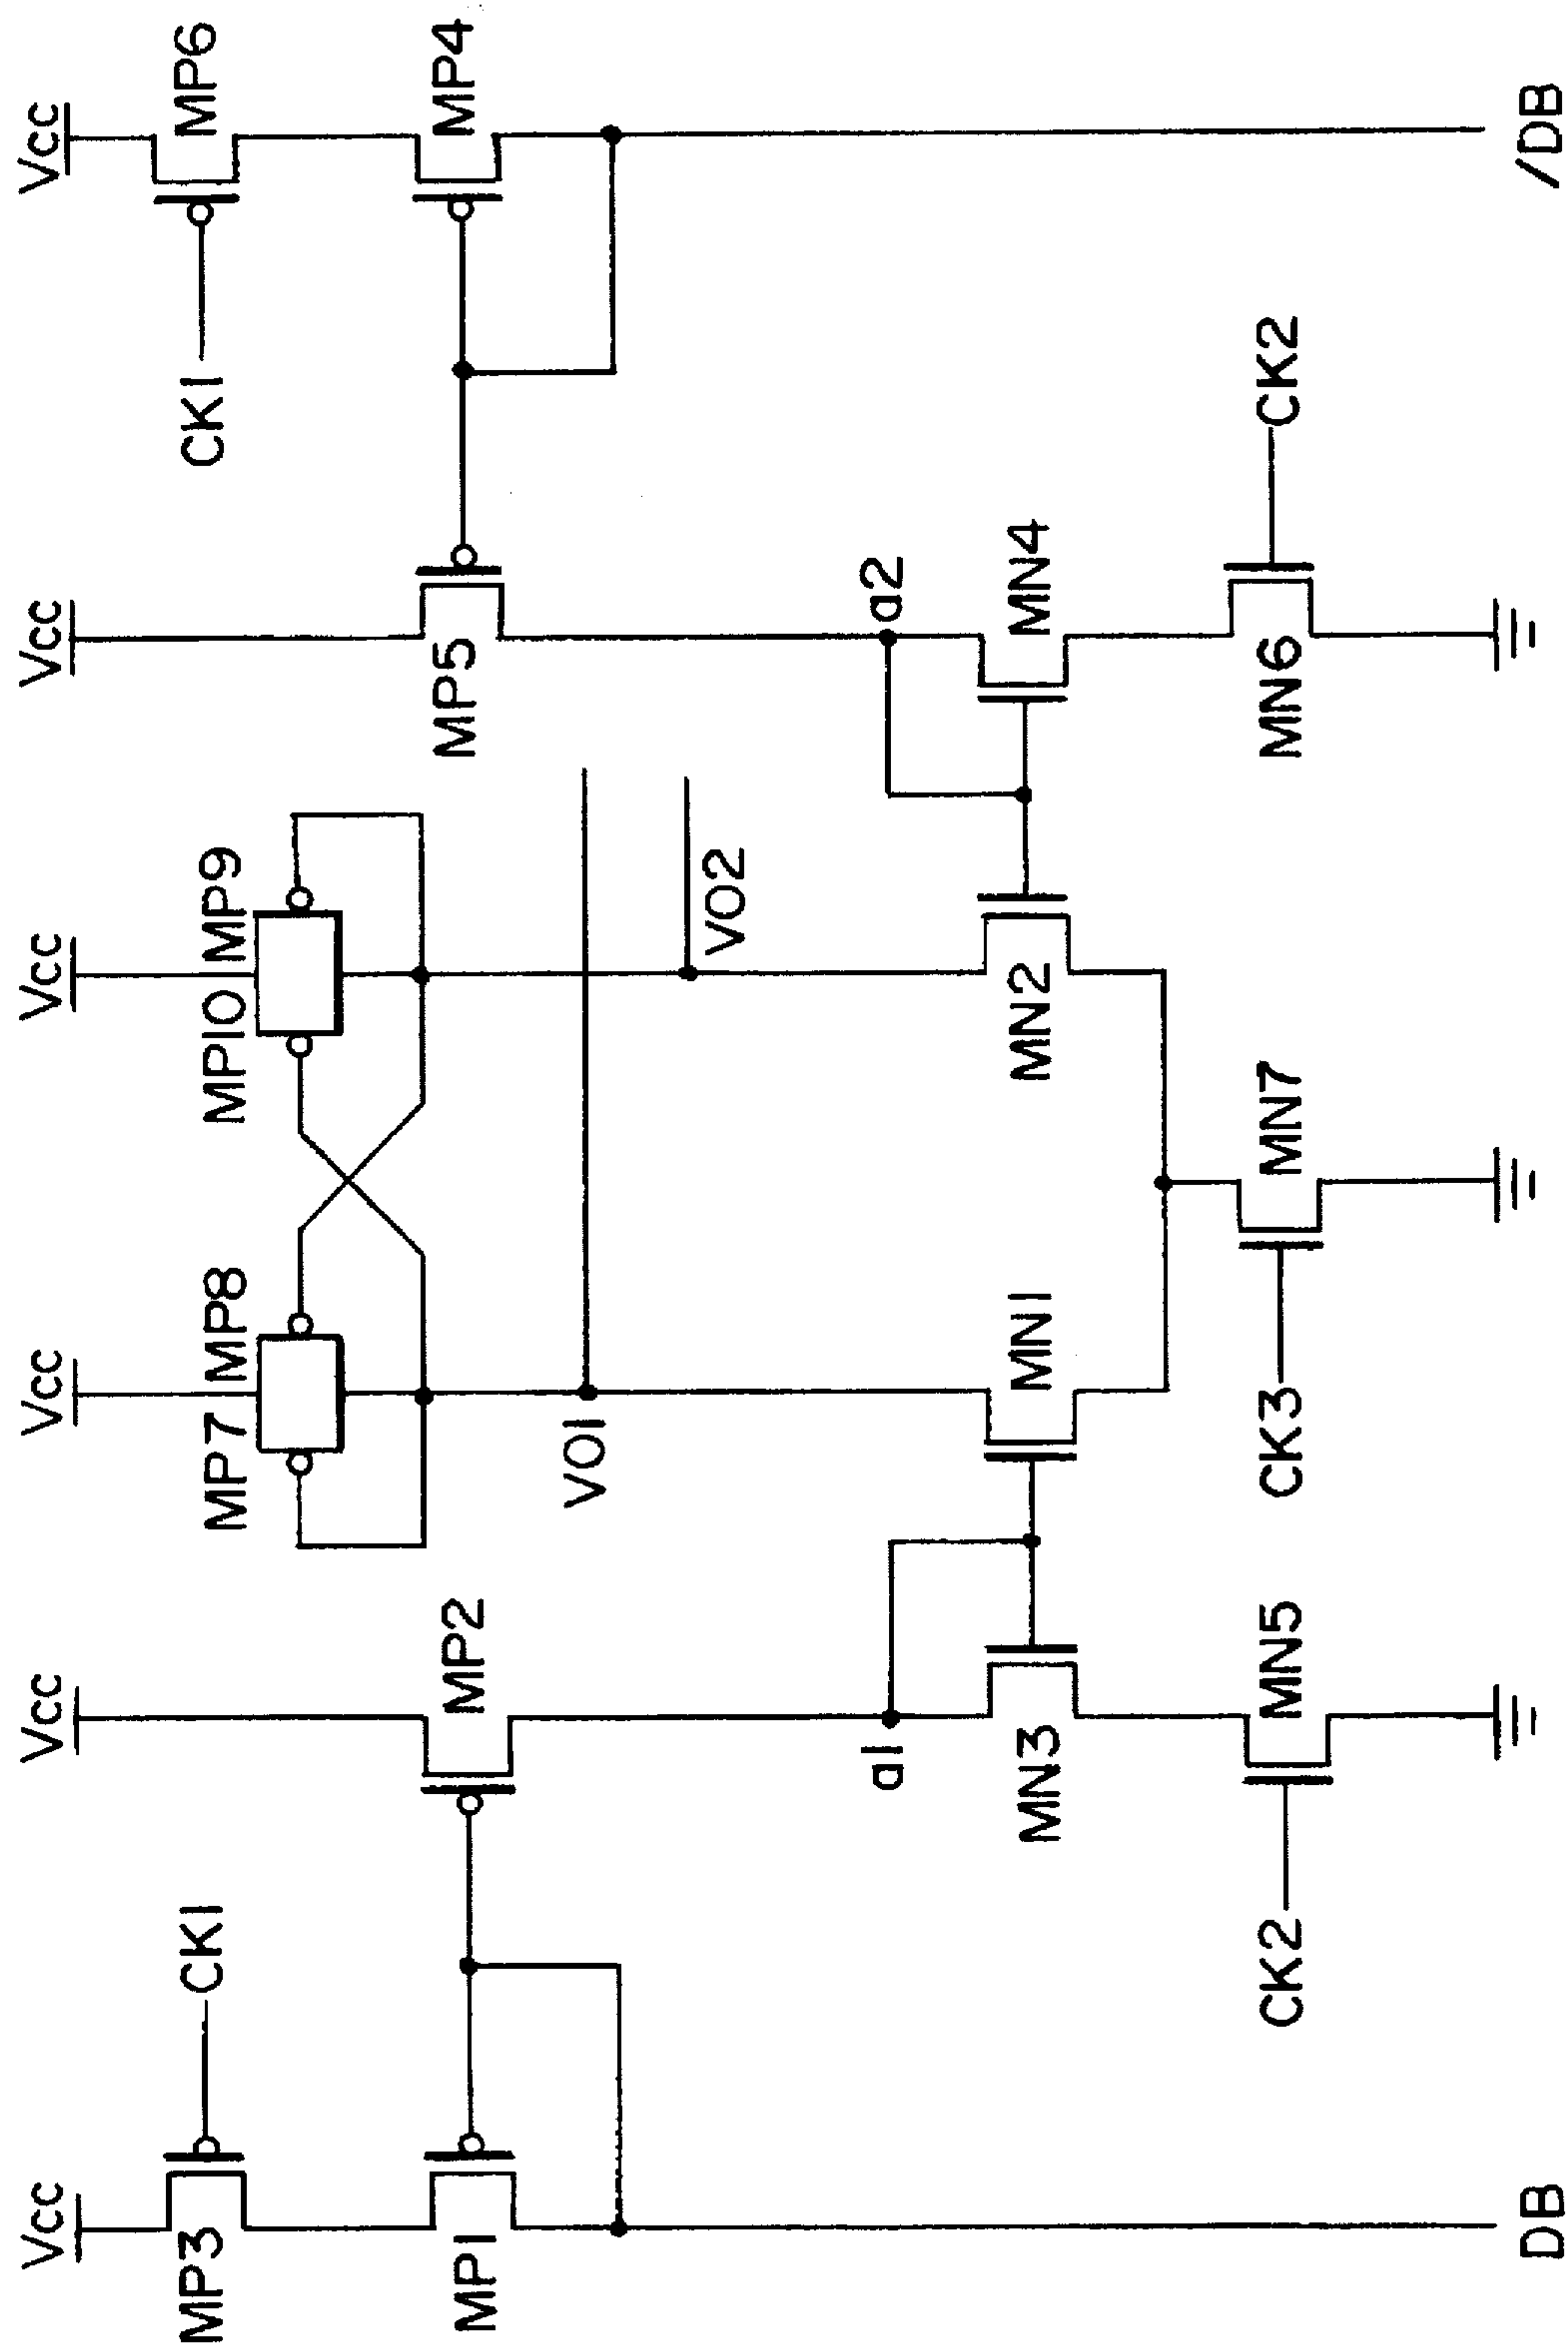 Vcc
Vcc
Vcc
Vcc
Vcc
Vcc
MP3
CK1
MP7 MP8
MP10 MP9
CK1
MP6
MP1
MP2
MP5
MP4
VO1
VO2
a1
a2
MN3
MN1
MN2
MN4
CK2
MN5
CK3
MN7
MN6
CK2
DB
/DB